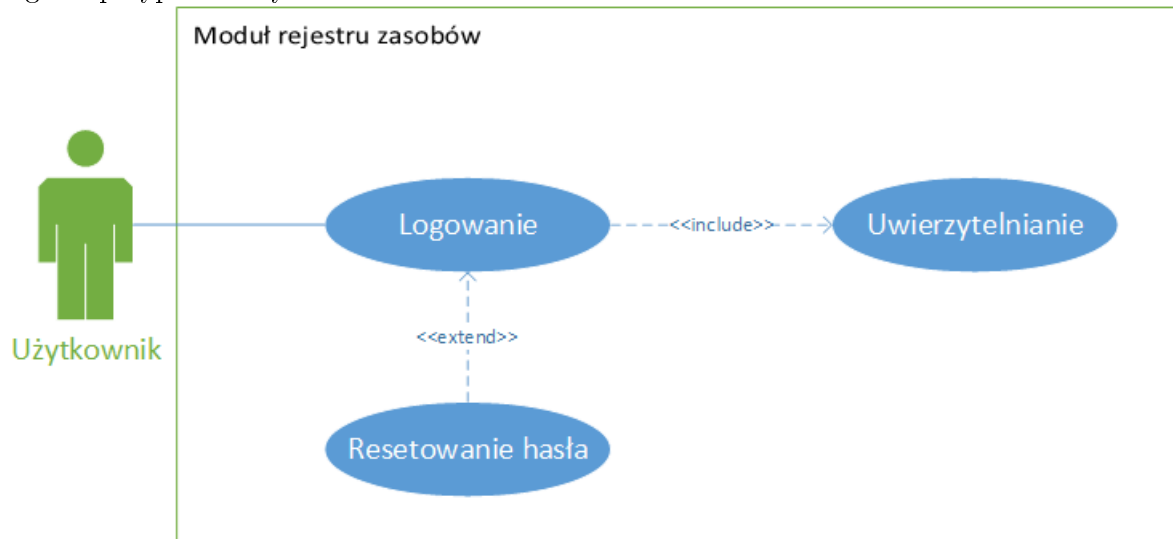 Moduł rejestru zasobów
Logowanie
<<include>>
Uwierzytelnianie
<<extend>>
Użytkownik
Resetowanie hasła